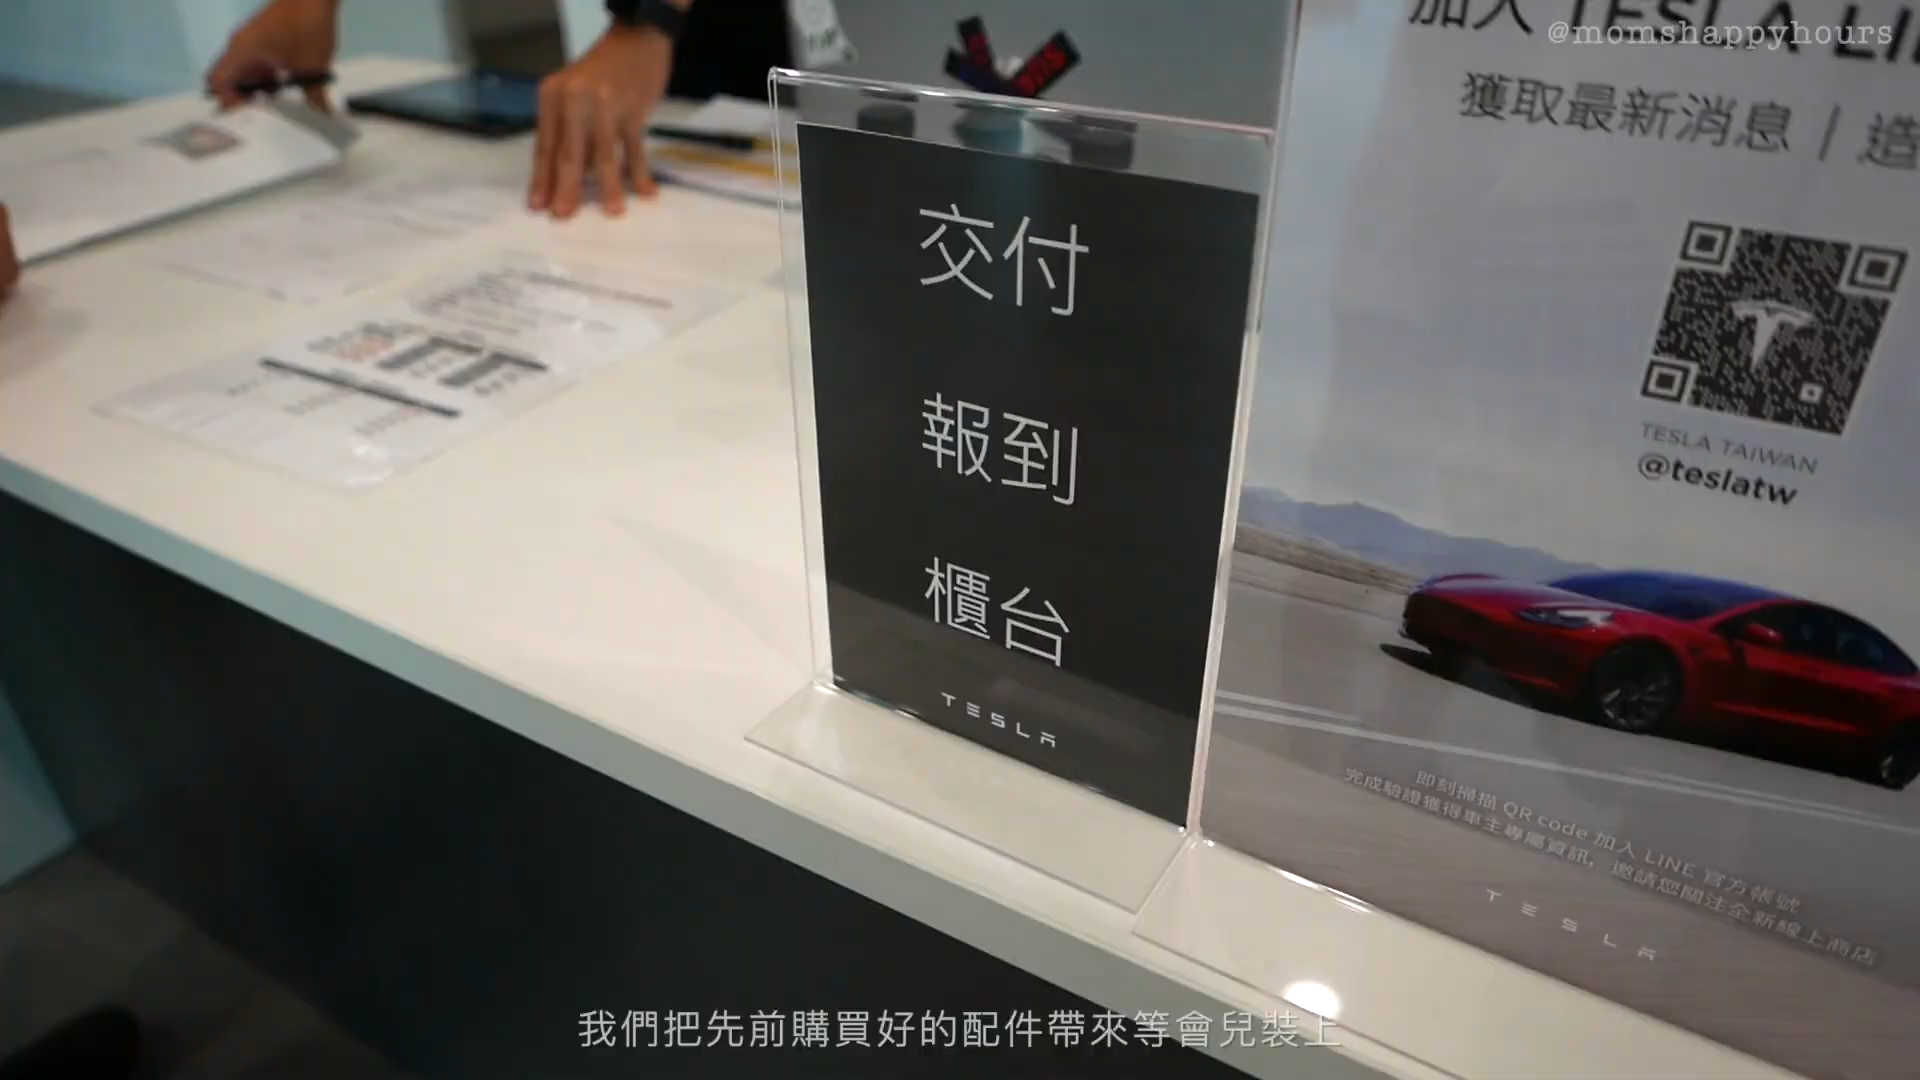 @momshappyhours
加入 TESLA LI
獲取最新消息｜造
交付
報到
櫃台
TESLA
TESLA TAIWAN
@teslatw
即刻掃描 QR code 加入 LINE 官方帳號
完成驗證獲得車主專屬資訊，邀請您關注全新線上商店
TESLA
我們把先前購買好的配件帶來等會兒裝上